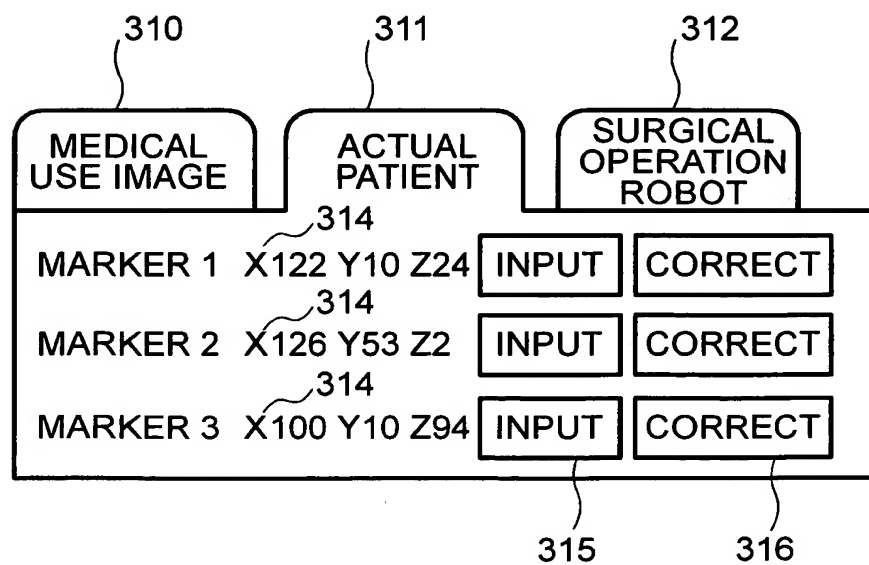 310 311 312
MEDICAL USE IMAGE
ACTUAL PATIENT
SURGICAL OPERATION ROBOT
314
MARKER 1 X122 Y10 Z24 INPUT CORRECT
314
MARKER 2 X126 Y53 Z2 INPUT CORRECT
314
MARKER 3 X100 Y10 Z94 INPUT CORRECT
315 316